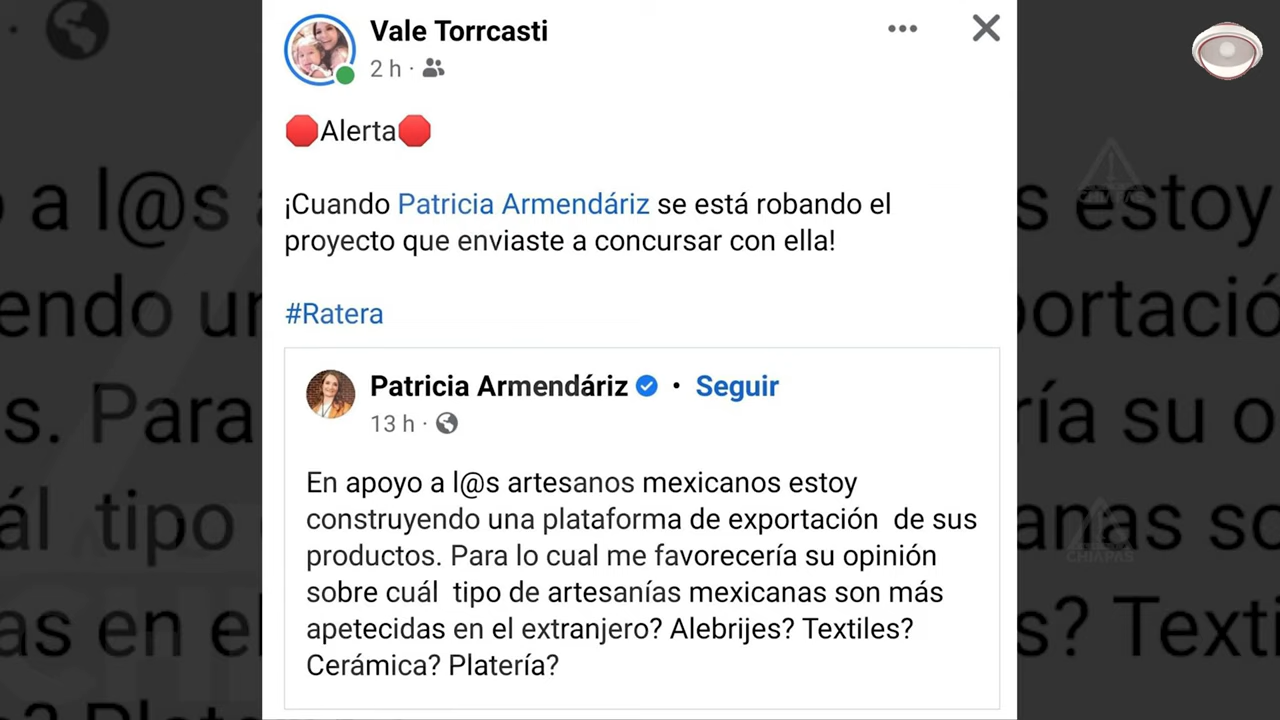 Vale Torrcasti
2 h ·
Alerta
¡Cuando Patricia Armendáriz se está robando el
proyecto que enviaste a concursar con ella!
#Ratera
Patricia Armendáriz • Seguir
13 h ·
En apoyo a l@s artesanos mexicanos estoy
construyendo una plataforma de exportación de sus
productos. Para lo cual me favorecería su opinión
sobre cuál tipo de artesanías mexicanas son más
apetecidas en el extranjero? Alebrijes? Textiles?
Cerámica? Platería?
CHIAPAS
CHIAPAS